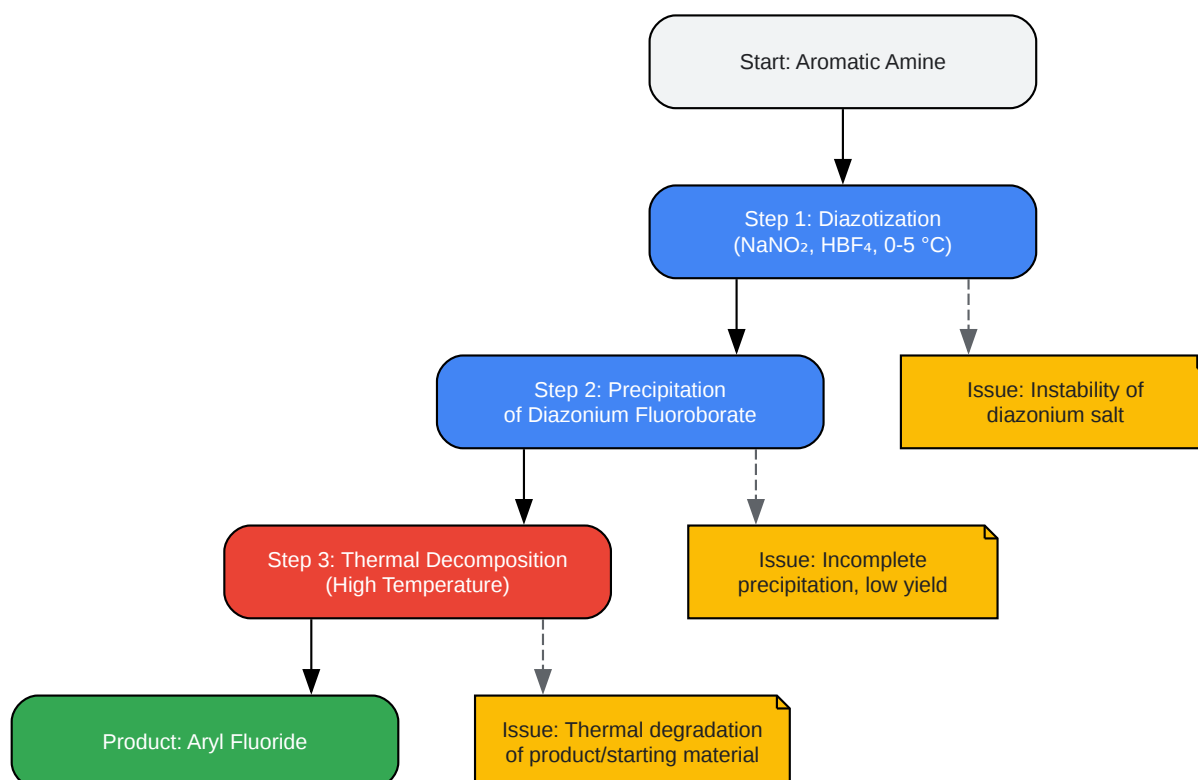 Start: Aromatic Amine
Step 1: Diazotization
(NaNO₂, HBF₄, 0-5 °C)
Step 2: Precipitation
of Diazonium Fluoroborate
Issue: Instability of
diazonium salt
Step 3: Thermal Decomposition
(High Temperature)
Issue: Incomplete
precipitation, low yield
Product: Aryl Fluoride
Issue: Thermal degradation
of product/starting material